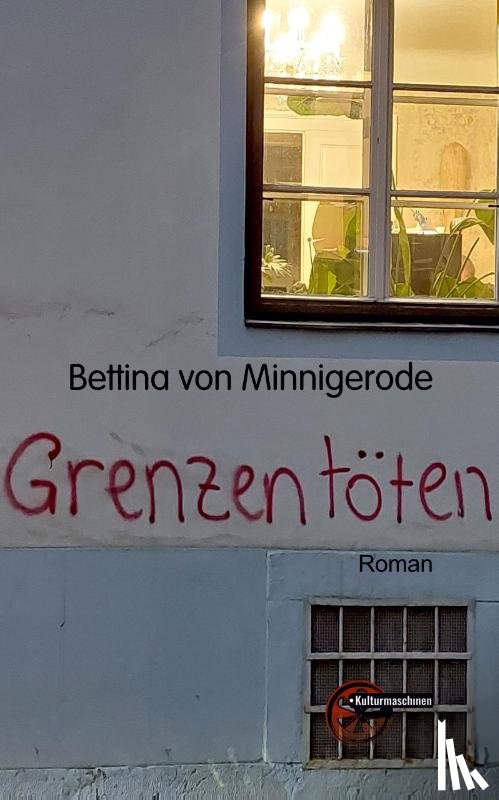 Bettina von Minnigerode
Grenzen töten
Roman
Kulturmaschinen